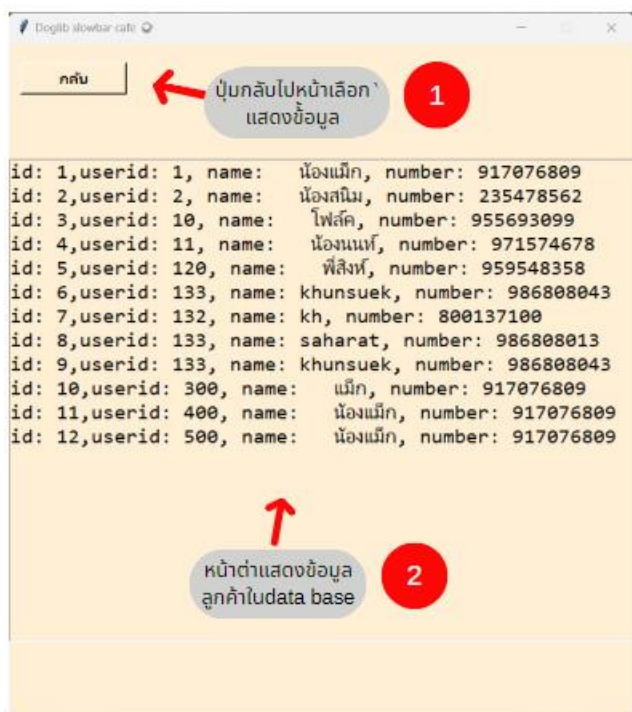 Doglib slowbar cafe
กลับ
ปุ่มกลับไปหน้าเลือก`
แสดงข้อมูล
1
id: 1,userid: 1, name: น้องแม็ก, number: 917076809
id: 2,userid: 2, name: น้องสนิม, number: 235478562
id: 3,userid: 10, name: โฟล์ค, number: 955693099
id: 4,userid: 11, name: น้องนนท์, number: 971574678
id: 5,userid: 120, name: พี่สิงห์, number: 959548358
id: 6,userid: 133, name: khunsuek, number: 986808043
id: 7,userid: 132, name: kh, number: 800137100
id: 8,userid: 133, name: saharat, number: 986808013
id: 9,userid: 133, name: khunsuek, number: 986808043
id: 10,userid: 300, name: แม็ก, number: 917076809
id: 11,userid: 400, name: น้องแม็ก, number: 917076809
id: 12,userid: 500, name: น้องแม็ก, number: 917076809
หน้าต่าแสดงข้อมูล
ลูกค้าในdata base
2